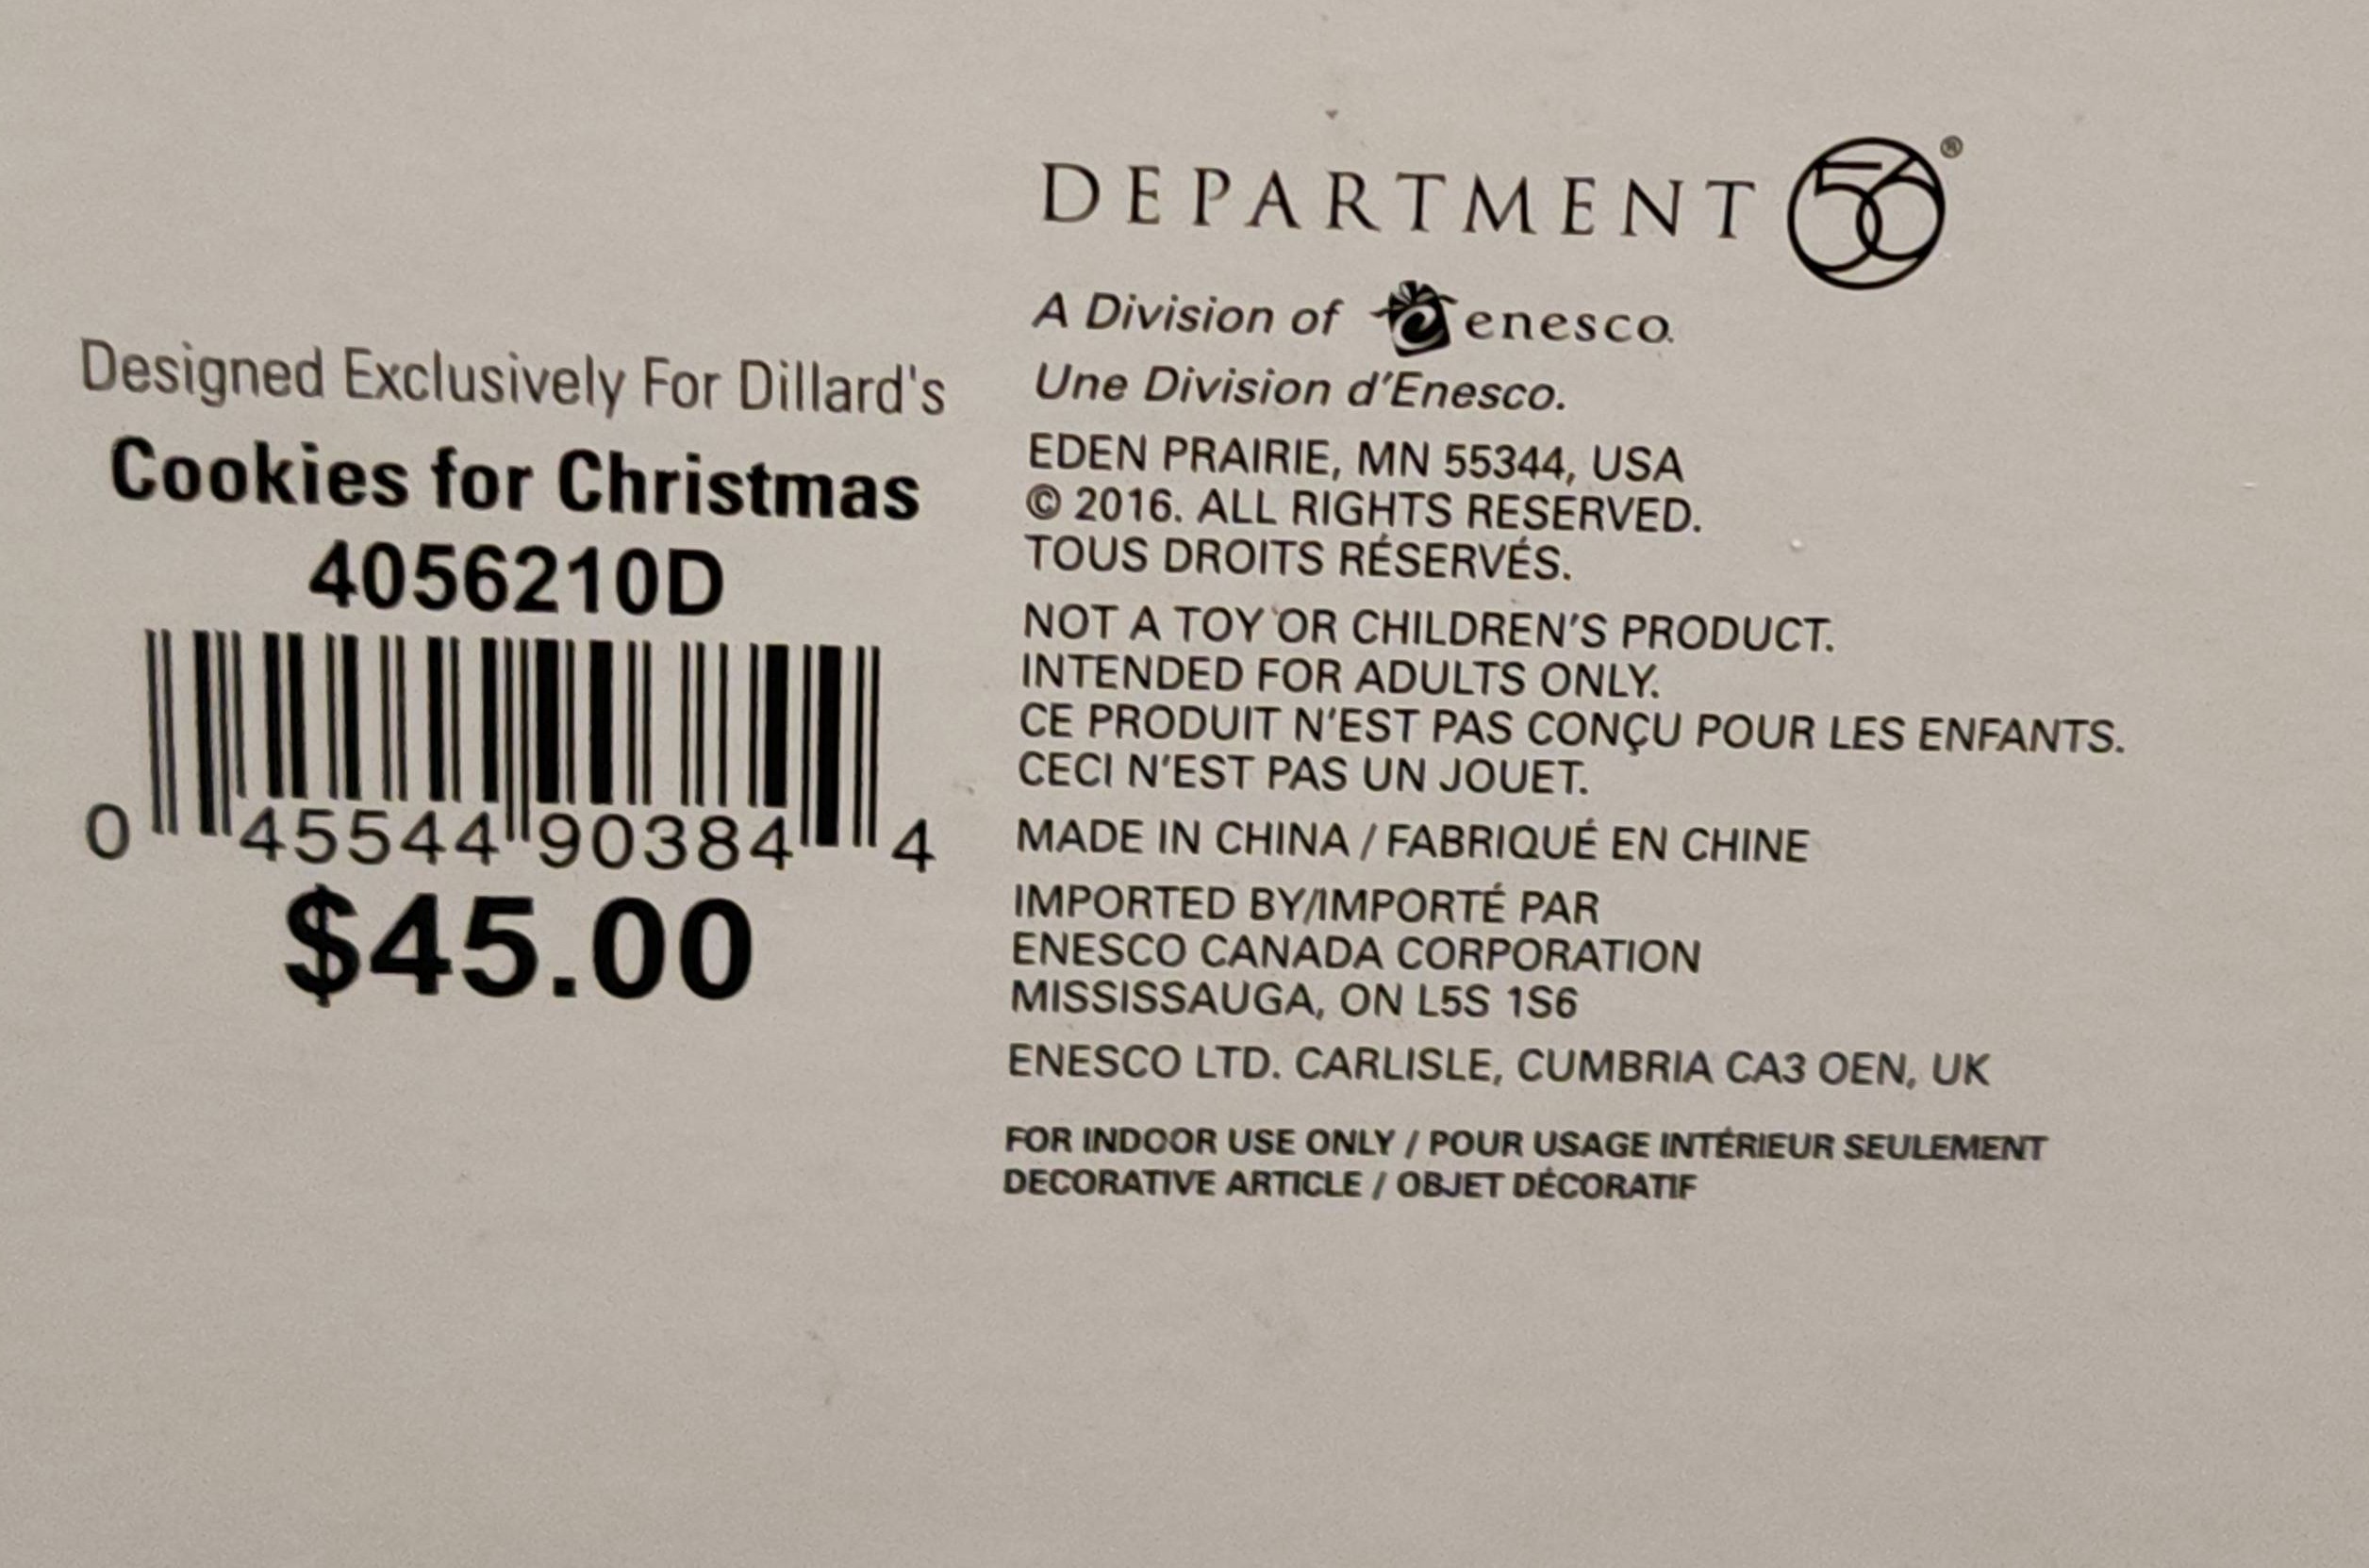 Designed Exclusively For Dillard's
Cookies for Christmas
4056210D
0 45544 90384 4
$45.00
DEPARTMENT 56®
A Division of enesco.
Une Division d'Enesco.
EDEN PRAIRIE, MN 55344, USA
© 2016. ALL RIGHTS RESERVED.
TOUS DROITS RÉSERVÉS.
NOT A TOY OR CHILDREN'S PRODUCT.
INTENDED FOR ADULTS ONLY.
CE PRODUIT N'EST PAS CONÇU POUR LES ENFANTS.
CECI N'EST PAS UN JOUET.
MADE IN CHINA / FABRIQUÉ EN CHINE
IMPORTED BY/IMPORTÉ PAR
ENESCO CANADA CORPORATION
MISSISSAUGA, ON L5S 1S6
ENESCO LTD. CARLISLE, CUMBRIA CA3 OEN, UK
FOR INDOOR USE ONLY / POUR USAGE INTÉRIEUR SEULEMENT
DECORATIVE ARTICLE / OBJET DÉCORATIF